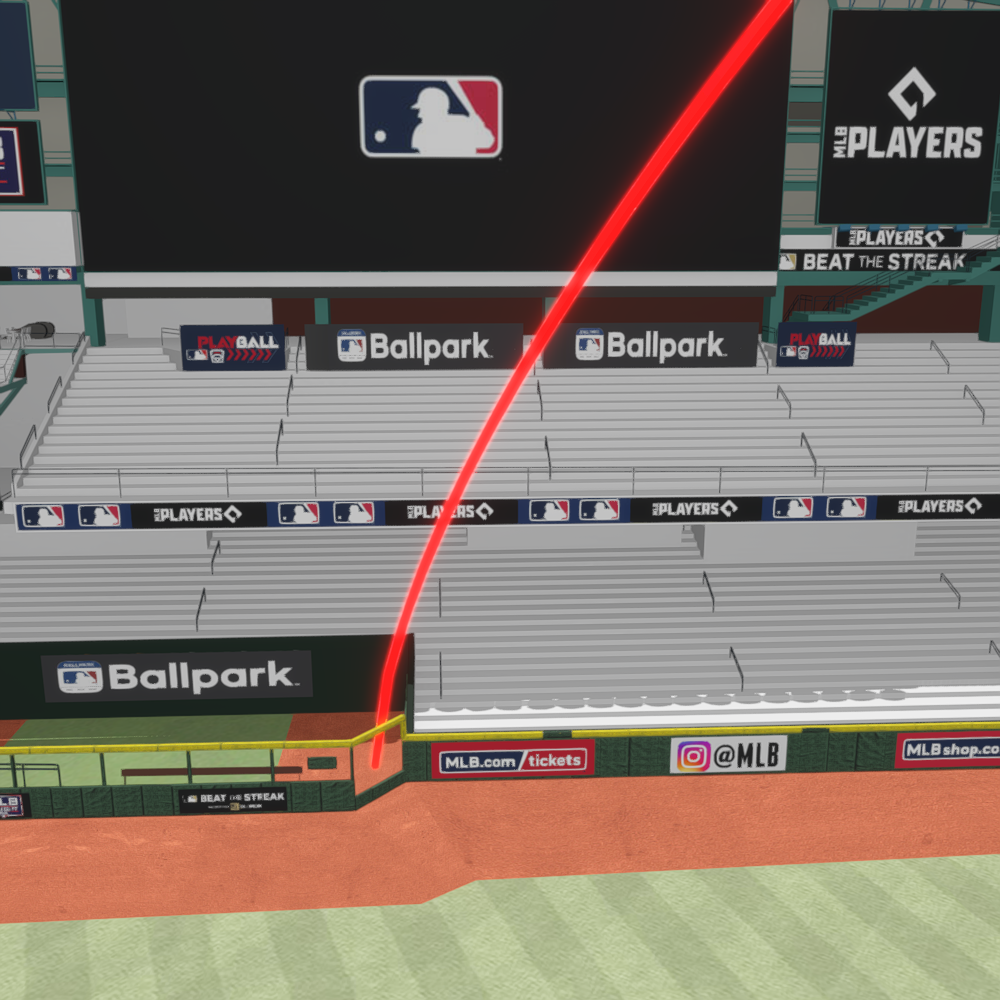 MLB PLAYERS
MLB PLAYERS
BEAT THE STREAK
PLAY BALL
Ballpark
Ballpark
PLAY BALL
MLB PLAYERS
MLB PLAYERS
MLB PLAYERS
MLB PLAYERS
Ballpark
MLB.com/tickets
@MLB
MLBshop.co
BEAT THE STREAK